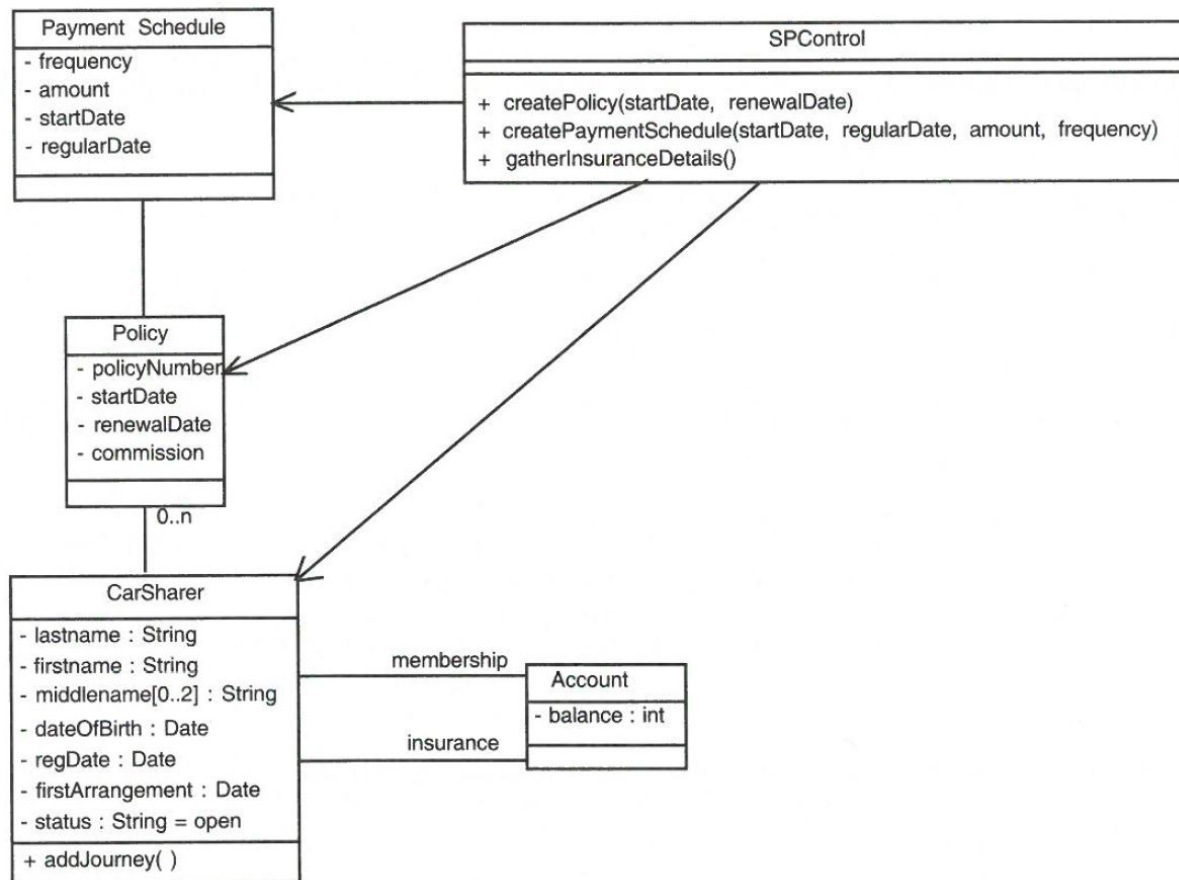 Payment Schedule
- frequency
- amount
- startDate
- regularDate
SPControl
+ createPolicy(startDate, renewalDate)
+ createPaymentSchedule(startDate, regularDate, amount, frequency)
+ gatherInsuranceDetails()
Policy
- policyNumber
- startDate
- renewalDate
- commission
0..n
CarSharer
- lastname : String
- firstname : String
- middlename[0..2] : String
- dateOfBirth : Date
- regDate : Date
- firstArrangement : Date
- status : String = open
+ addJourney( )
membership
insurance
Account
- balance : int